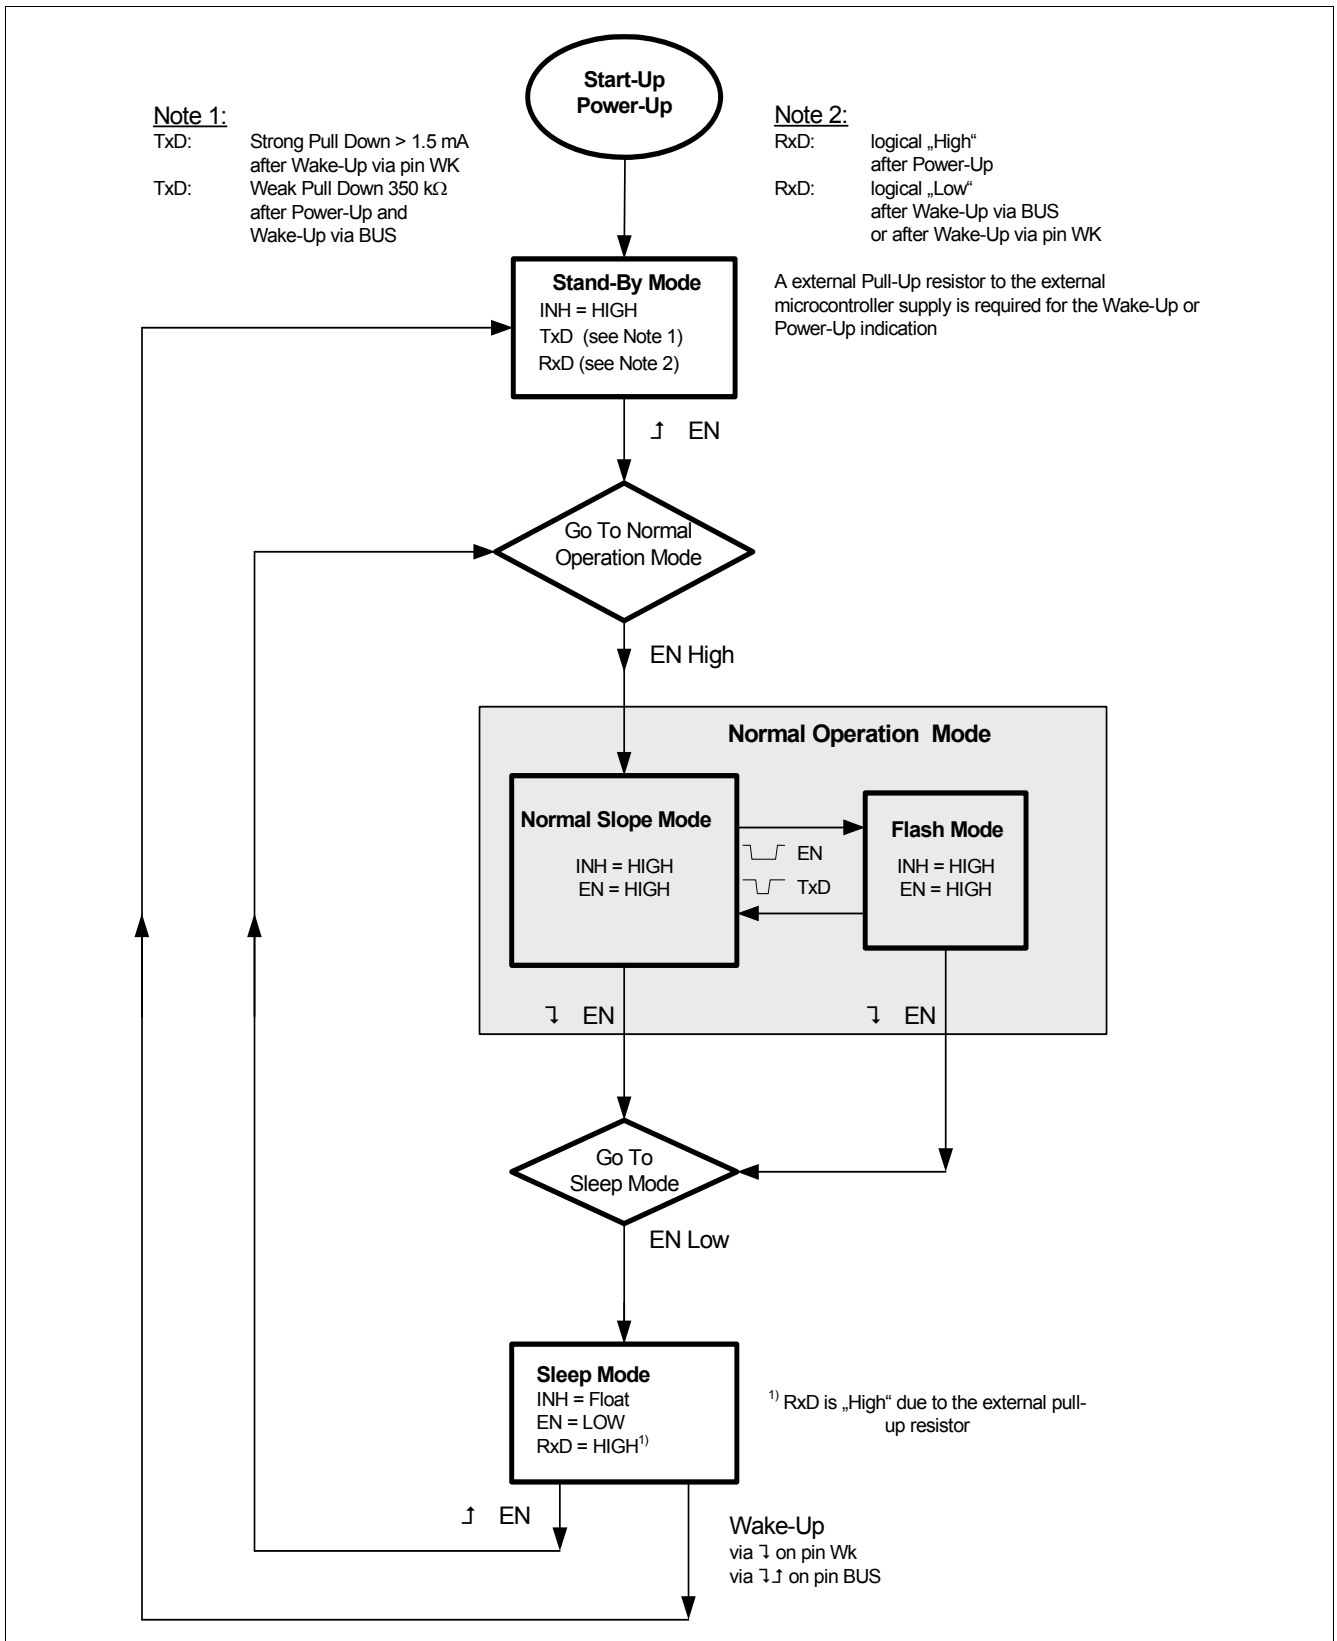 Start-Up
Power-Up
Note 1:
TxD: Strong Pull Down > 1.5 mA
after Wake-Up via pin WK
TxD: Weak Pull Down 350 kΩ
after Power-Up and
Wake-Up via BUS
Note 2:
RxD: logical „High“
after Power-Up
RxD: logical „Low“
after Wake-Up via BUS
or after Wake-Up via pin WK
A external Pull-Up resistor to the external
microcontroller supply is required for the Wake-Up or
Power-Up indication
Stand-By Mode
INH = HIGH
TxD (see Note 1)
RxD (see Note 2)
EN
Go To Normal
Operation Mode
EN High
Normal Operation Mode
Normal Slope Mode
INH = HIGH
EN = HIGH
EN
TxD
Flash Mode
INH = HIGH
EN = HIGH
EN
EN
Go To
Sleep Mode
EN Low
Sleep Mode
INH = Float
EN = LOW
RxD = HIGH1)
1) RxD is „High“ due to the external pull-
up resistor
EN
Wake-Up
via on pin Wk
via on pin BUS